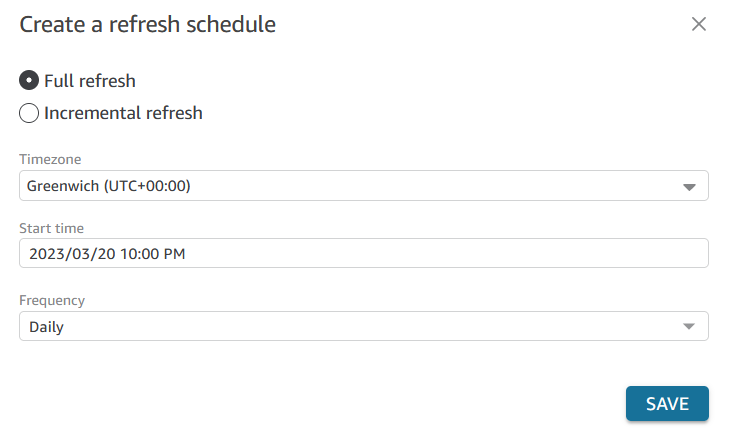 Create a refresh schedule
Full refresh
Incremental refresh
Timezone
Greenwich (UTC+00:00)
Start time
2023/03/20 10:00 PM
Frequency
Daily
SAVE